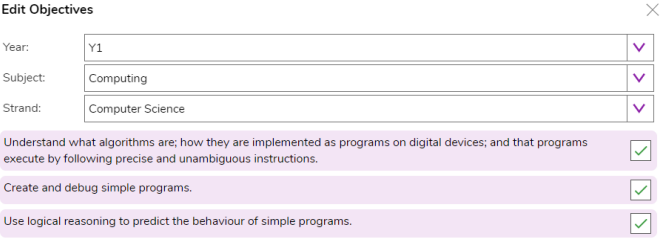 Edit Objectives
Year:
Y1
Subject:
Computing
Strand:
Computer Science
Understand what algorithms are; how they are implemented as programs on digital devices; and that programs
execute by following precise and unambiguous instructions.
Create and debug simple programs.
Use logical reasoning to predict the behaviour of simple programs.